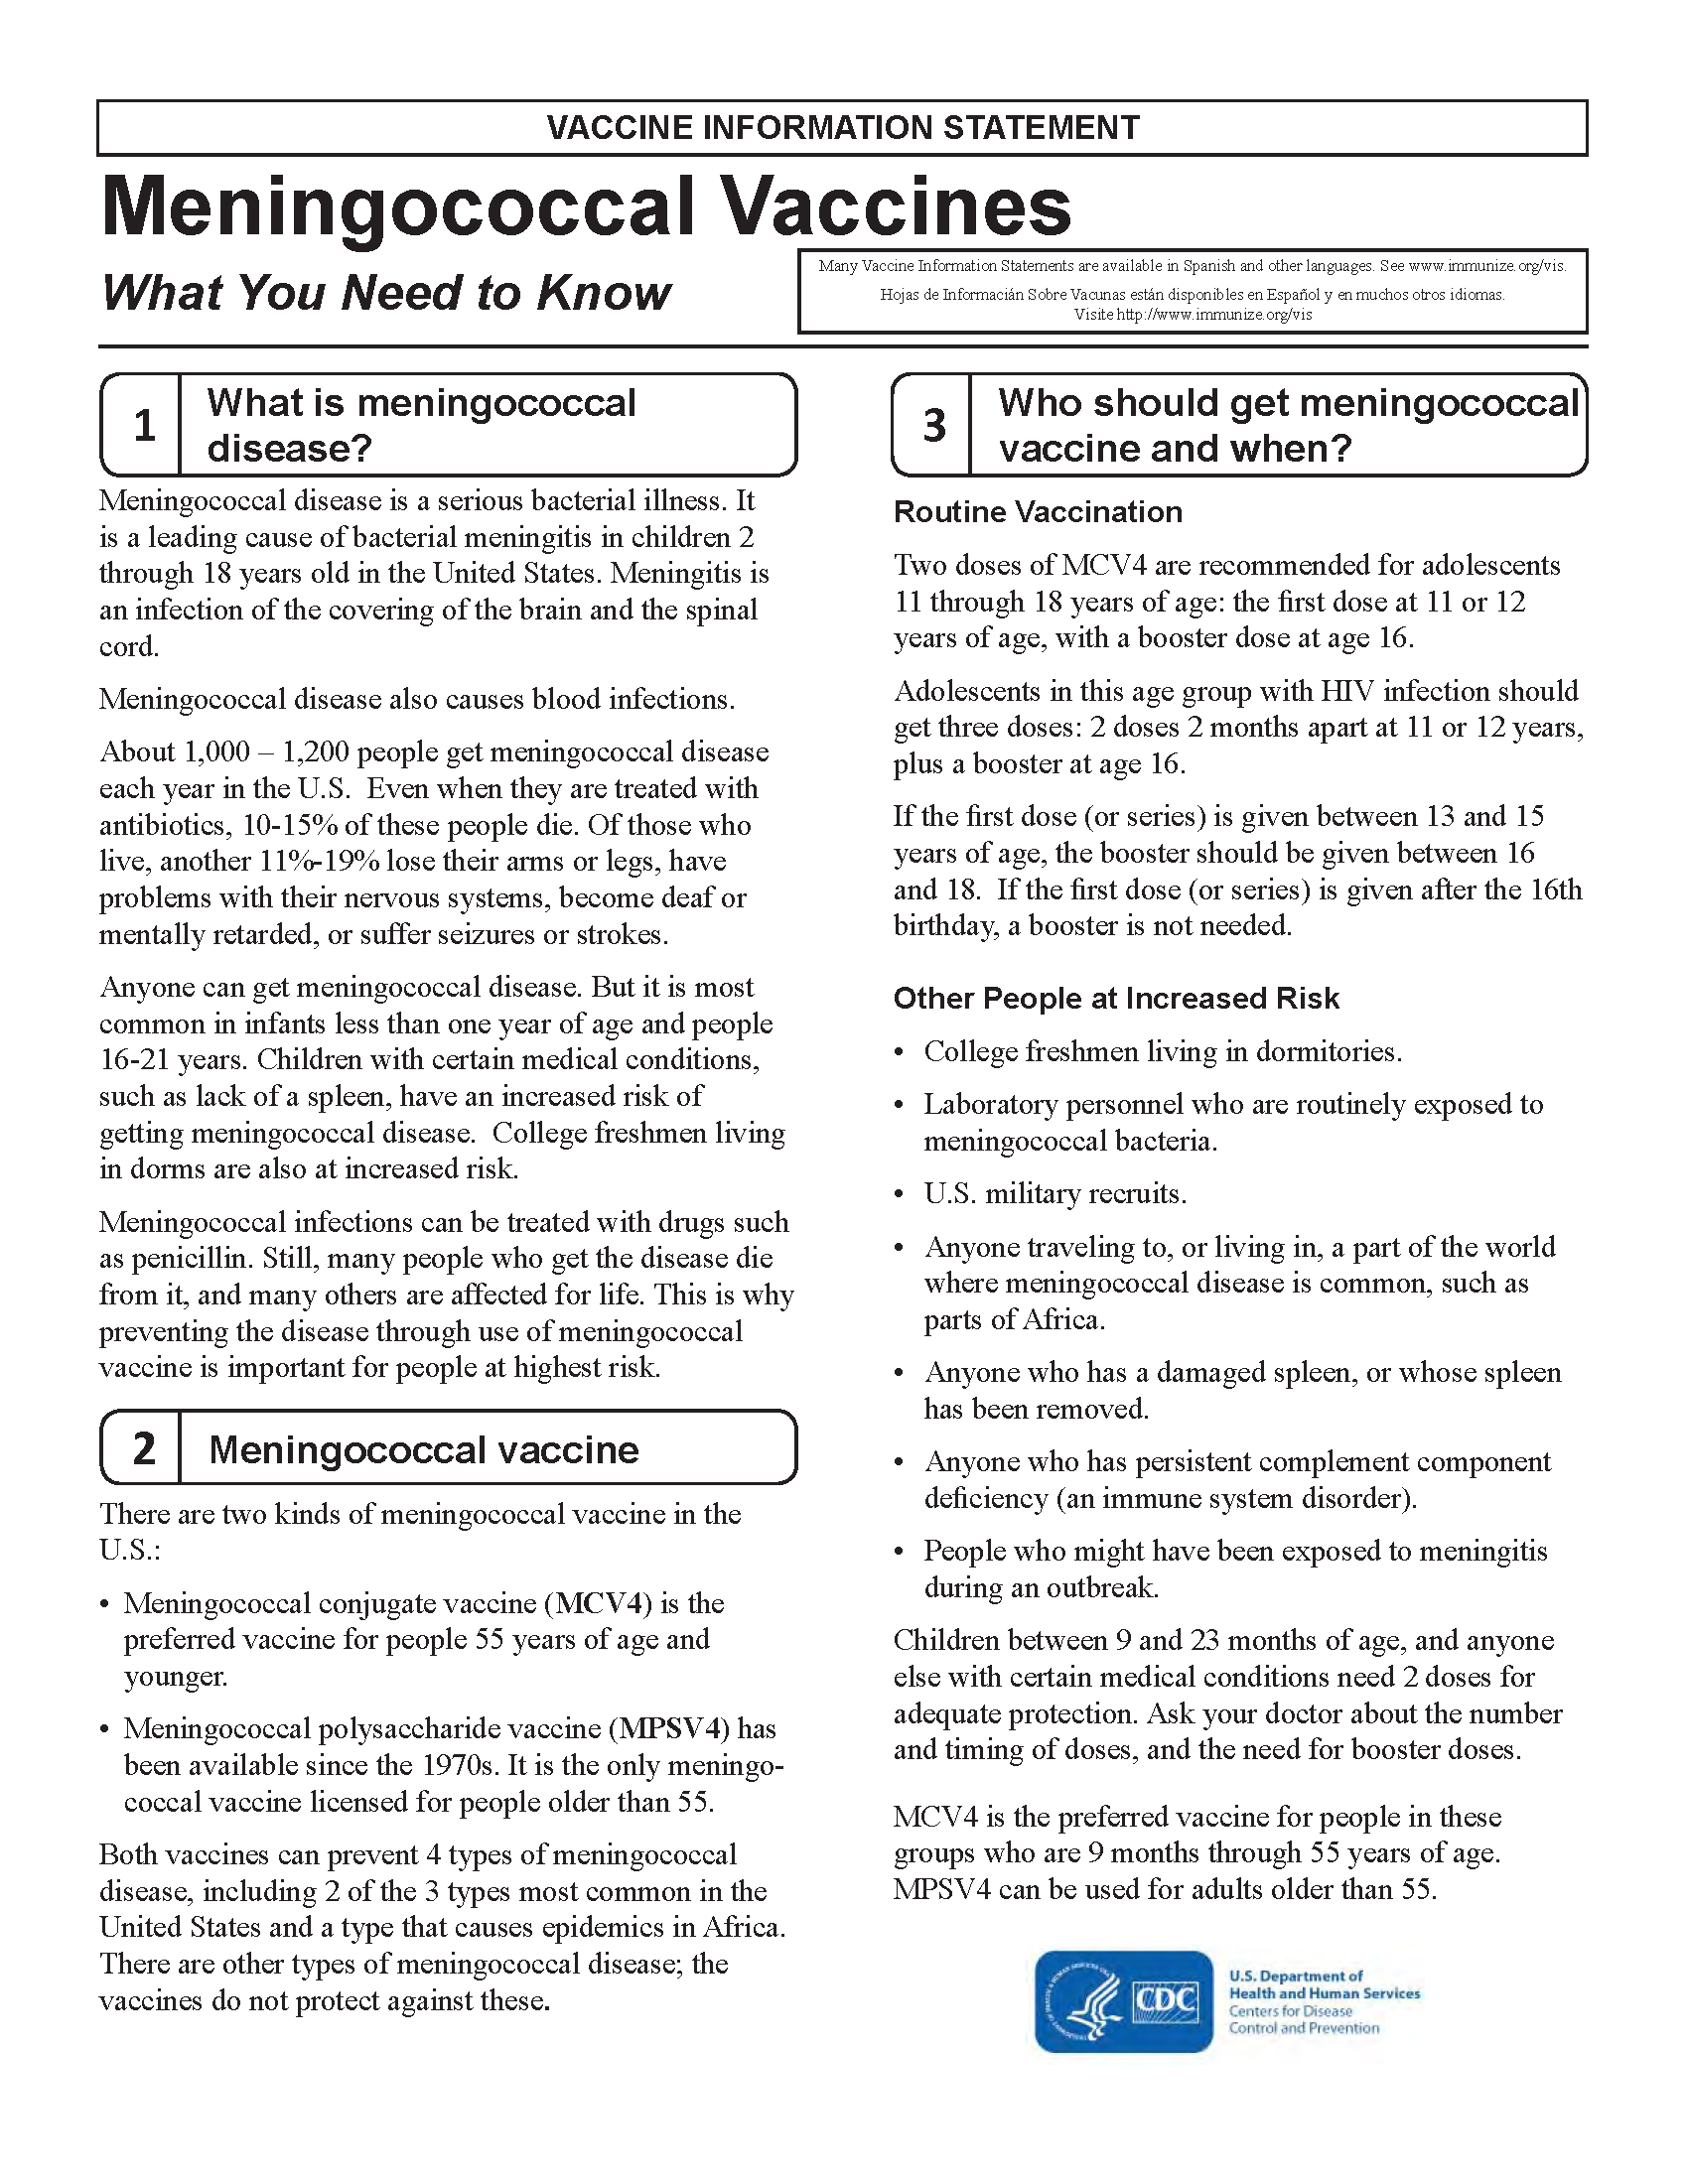 VACCINE INFORMATION STATEMENT
Meningococcal Vaccines
What You Need to Know
Many Vaccine Information Statements are available in Spanish and other languages. See www.immunize.org/vis.
Hojas de Informacián Sobre Vacunas están disponibles en Español y en muchos otros idiomas.
Visite http://www.immunize.org/vis
1 What is meningococcal
disease?
Meningococcal disease is a serious bacterial illness. It
is a leading cause of bacterial meningitis in children 2
through 18 years old in the United States. Meningitis is
an infection of the covering of the brain and the spinal
cord.
Meningococcal disease also causes blood infections.
About 1,000 – 1,200 people get meningococcal disease
each year in the U.S.  Even when they are treated with
antibiotics, 10-15% of these people die. Of those who
live, another 11%-19% lose their arms or legs, have
problems with their nervous systems, become deaf or
mentally retarded, or suffer seizures or strokes.
Anyone can get meningococcal disease. But it is most
common in infants less than one year of age and people
16-21 years. Children with certain medical conditions,
such as lack of a spleen, have an increased risk of
getting meningococcal disease.  College freshmen living
in dorms are also at increased risk.
Meningococcal infections can be treated with drugs such
as penicillin. Still, many people who get the disease die
from it, and many others are affected for life. This is why
preventing the disease through use of meningococcal
vaccine is important for people at highest risk.
2 Meningococcal vaccine
There are two kinds of meningococcal vaccine in the
U.S.:
• Meningococcal conjugate vaccine (MCV4) is the
preferred vaccine for people 55 years of age and
younger.
• Meningococcal polysaccharide vaccine (MPSV4) has
been available since the 1970s. It is the only meningo-
coccal vaccine licensed for people older than 55.
Both vaccines can prevent 4 types of meningococcal
disease, including 2 of the 3 types most common in the
United States and a type that causes epidemics in Africa.
There are other types of meningococcal disease; the
vaccines do not protect against these.
3 Who should get meningococcal
vaccine and when?
Routine Vaccination
Two doses of MCV4 are recommended for adolescents
11 through 18 years of age: the first dose at 11 or 12
years of age, with a booster dose at age 16.
Adolescents in this age group with HIV infection should
get three doses: 2 doses 2 months apart at 11 or 12 years,
plus a booster at age 16.
If the first dose (or series) is given between 13 and 15
years of age, the booster should be given between 16
and 18.  If the first dose (or series) is given after the 16th
birthday, a booster is not needed.
Other People at Increased Risk
• College freshmen living in dormitories.
• Laboratory personnel who are routinely exposed to
meningococcal bacteria.
• U.S. military recruits.
• Anyone traveling to, or living in, a part of the world
where meningococcal disease is common, such as
parts of Africa.
• Anyone who has a damaged spleen, or whose spleen
has been removed.
• Anyone who has persistent complement component
deficiency (an immune system disorder).
• People who might have been exposed to meningitis
during an outbreak.
Children between 9 and 23 months of age, and anyone
else with certain medical conditions need 2 doses for
adequate protection. Ask your doctor about the number
and timing of doses, and the need for booster doses.
MCV4 is the preferred vaccine for people in these
groups who are 9 months through 55 years of age.
MPSV4 can be used for adults older than 55.
CDC
U.S. Department of
Health and Human Services
Centers for Disease
Control and Prevention